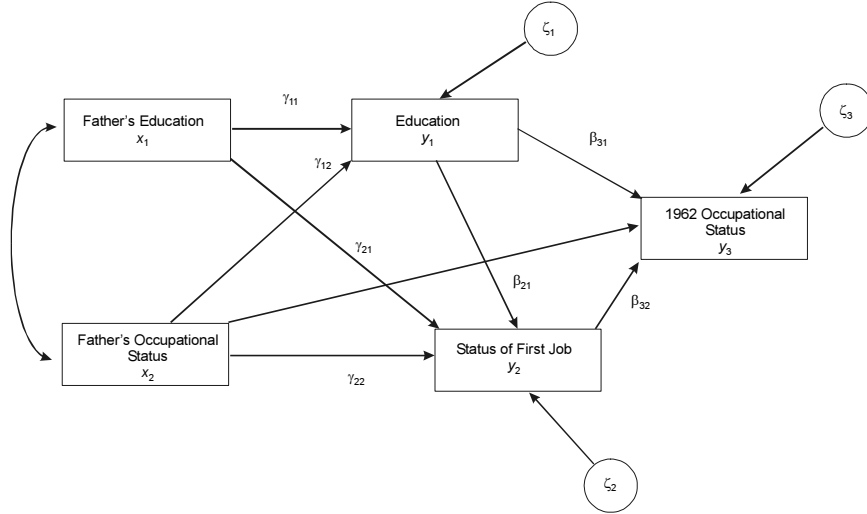 ζ1
γ11
Father's Education
x1
Education
y1
ζ3
β31
γ12
1962 Occupational
Status
y3
γ21
β21
β32
Father's Occupational
Status
x2
Status of First Job
y2
γ22
ζ2